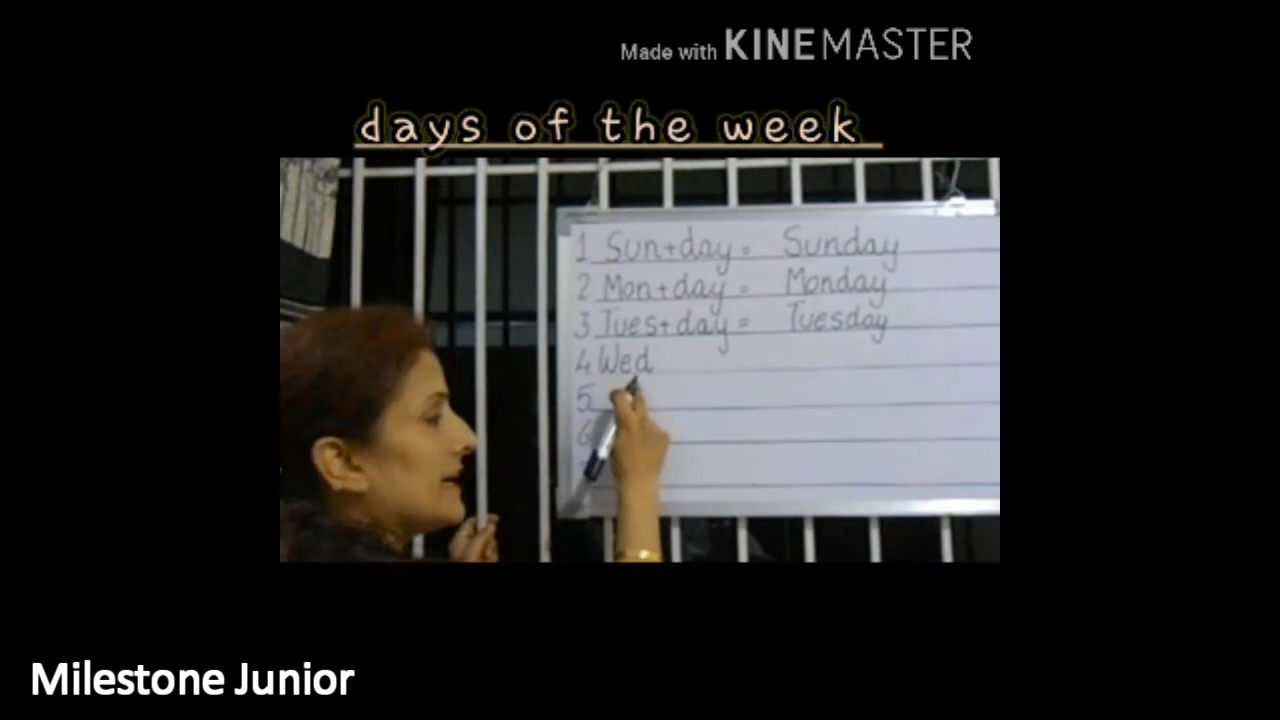 Made with KINEMASTER
days of the week
1 Sun+day = Sunday
2 Mon+day = Monday
3 Tues+day = Tuesday
4 Wed
5
6
Milestone Junior